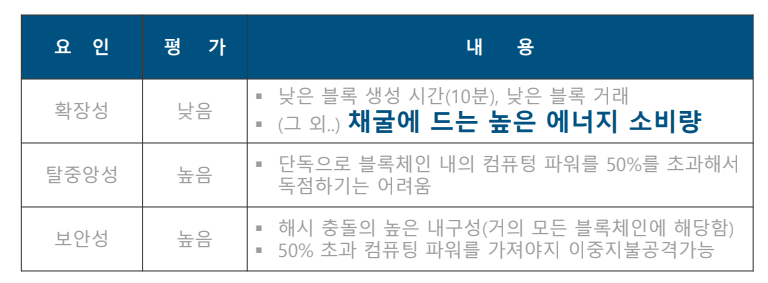 요 인 평 가 내 용
확장성 낮음
▪ 낮은 블록 생성 시간(10분), 낮은 블록 거래
▪ (그 외..) 채굴에 드는 높은 에너지 소비량
탈중앙성 높음
▪ 단독으로 블록체인 내의 컴퓨텅 파워를 50%를 초과해서
독점하기는 어려움
보안성 높음
▪ 해시 충돌의 높은 내구성(거의 모든 블록체인에 해당함)
▪ 50% 초과 컴퓨팅 파워를 가져야지 이중지불공격가능